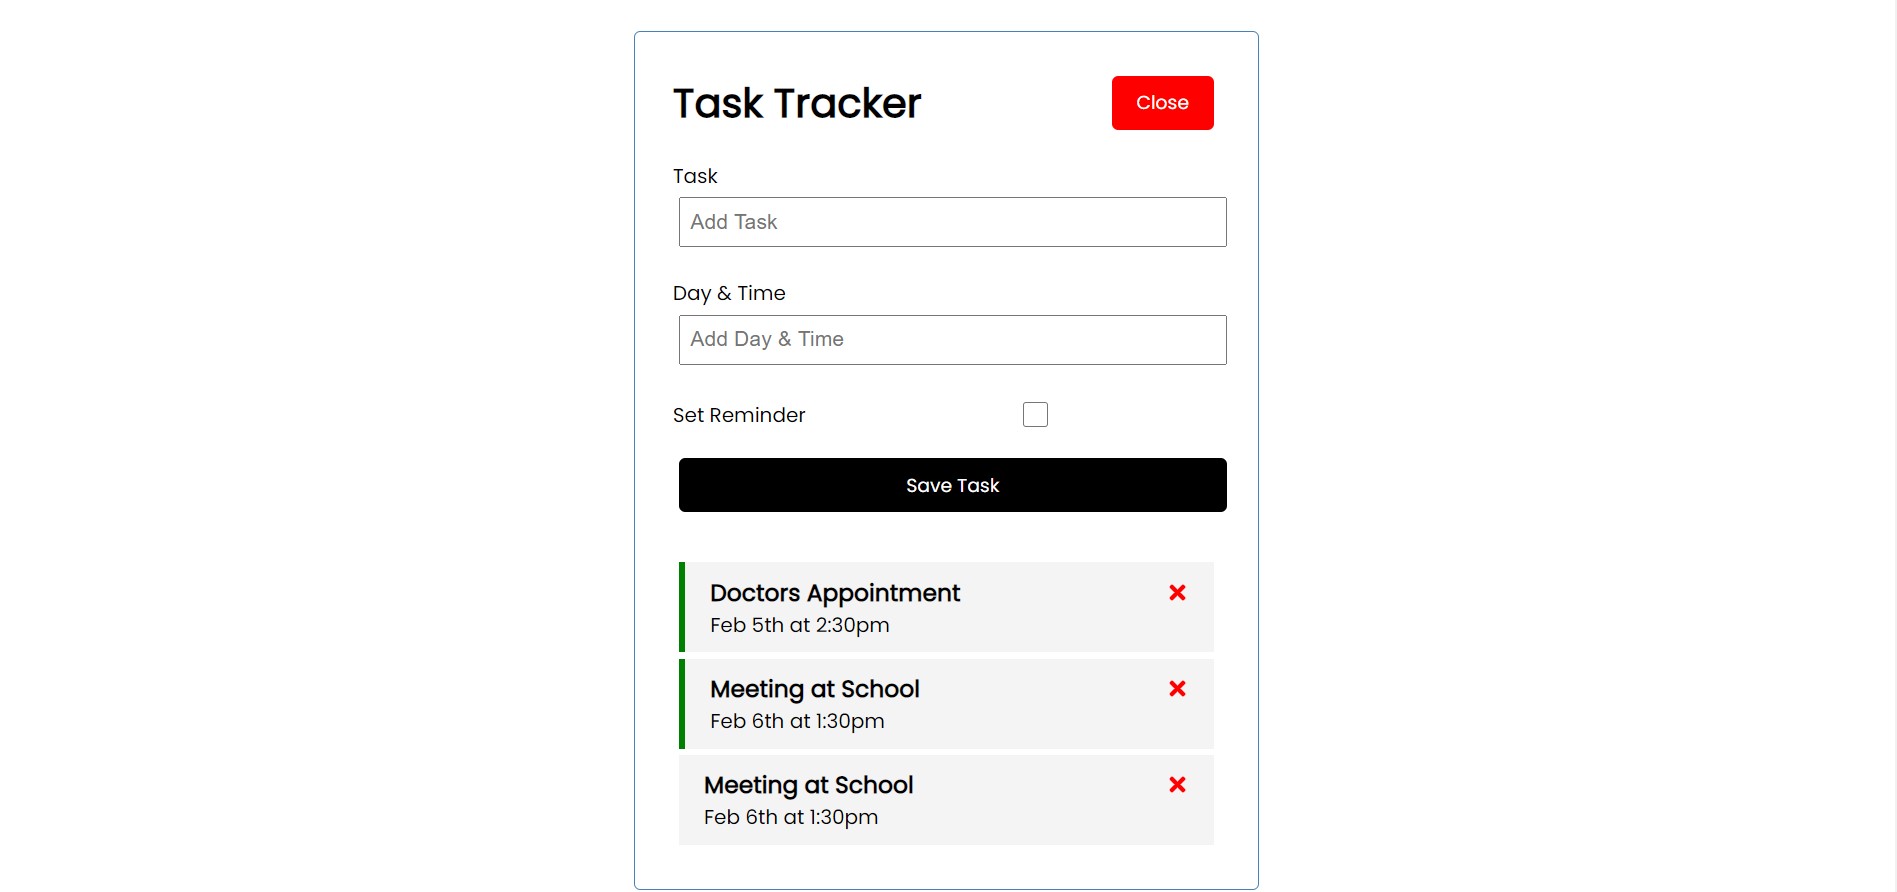 Task Tracker
Close
Task
Add Task
Day & Time
Add Day & Time
Set Reminder
Save Task
Doctors Appointment
Feb 5th at 2:30pm
Meeting at School
Feb 6th at 1:30pm
Meeting at School
Feb 6th at 1:30pm